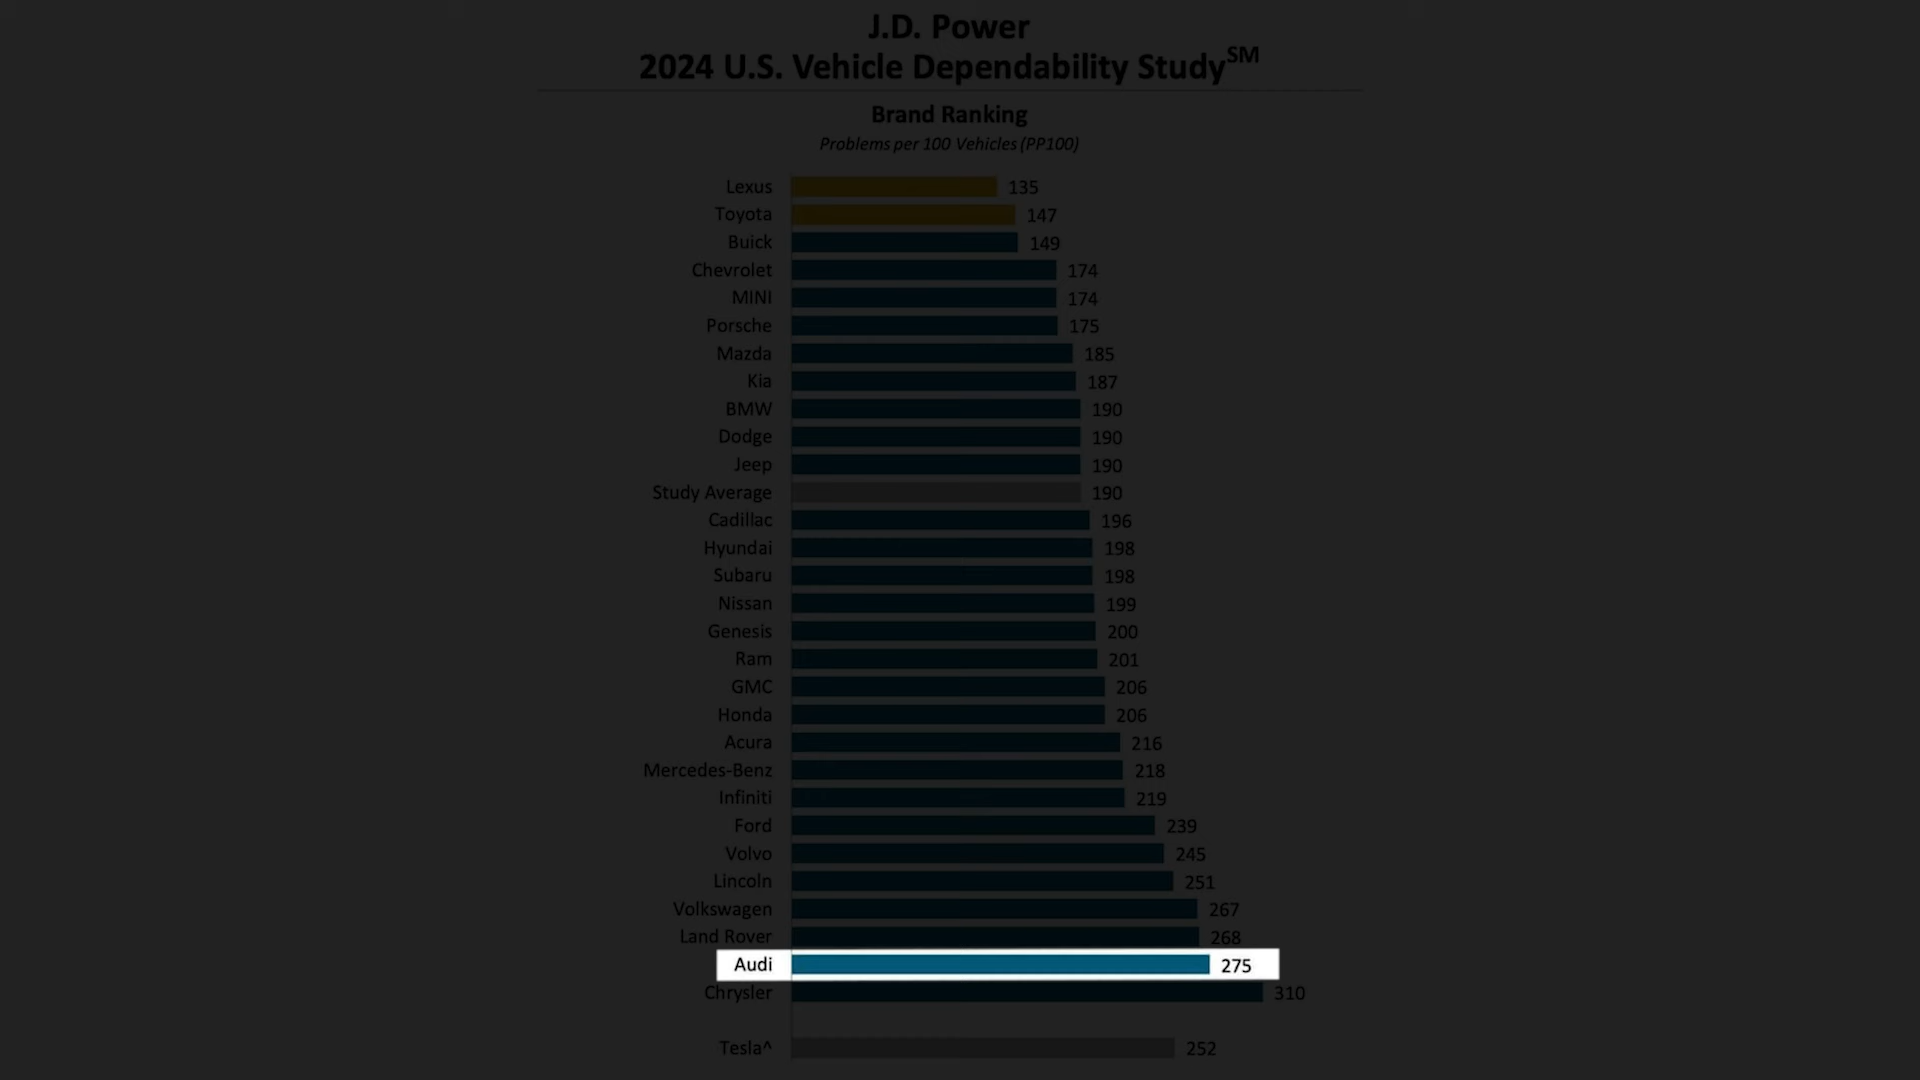 J.D. Power
2024 U.S. Vehicle Dependability StudySM
Brand Ranking
Problems per 100 Vehicles (PP100)
Lexus 135
Toyota 147
Buick 149
Chevrolet 174
MINI 174
Porsche 175
Mazda 185
Kia 187
BMW 190
Dodge 190
Jeep 190
Study Average 190
Cadillac 196
Hyundai 198
Subaru 198
Nissan 199
Genesis 200
Ram 201
GMC 206
Honda 206
Acura 216
Mercedes-Benz 218
Infiniti 219
Ford 239
Volvo 245
Lincoln 251
Volkswagen 267
Land Rover 268
Audi 275
Chrysler 310
Tesla^ 252